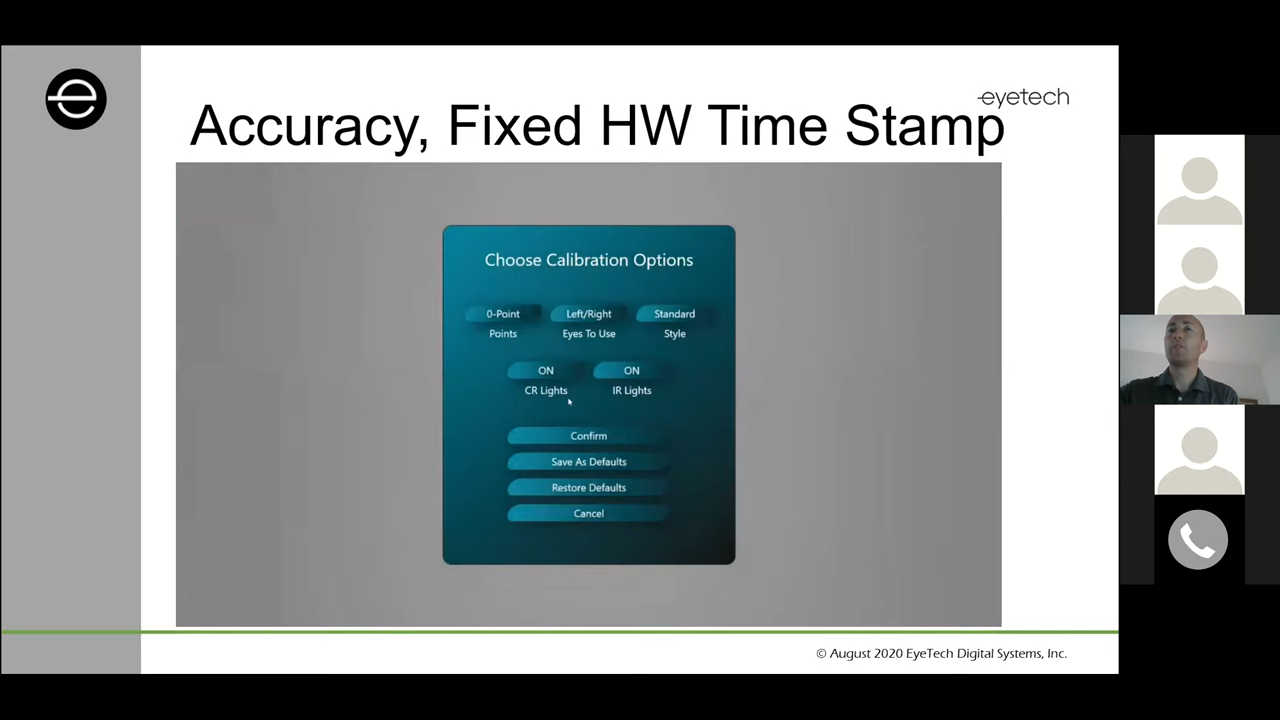 eyetech
Accuracy, Fixed HW Time Stamp
Choose Calibration Options
0-Point Left/Right Standard
Points Eyes To Use Style
ON ON
CR Lights IR Lights
Confirm
Save As Defaults
Restore Defaults
Cancel
© August 2020 EyeTech Digital Systems, Inc.